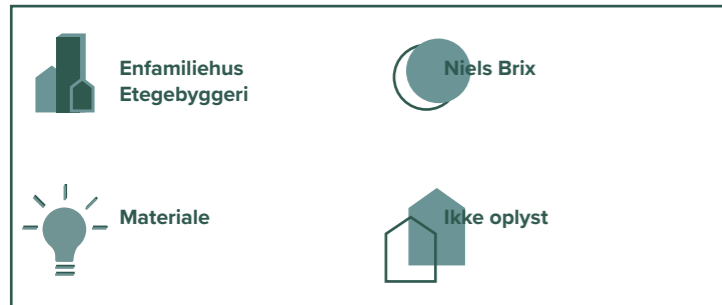 Enfamiliehus
Etegebyggeri
Niels Brix
Materiale
Ikke oplyst